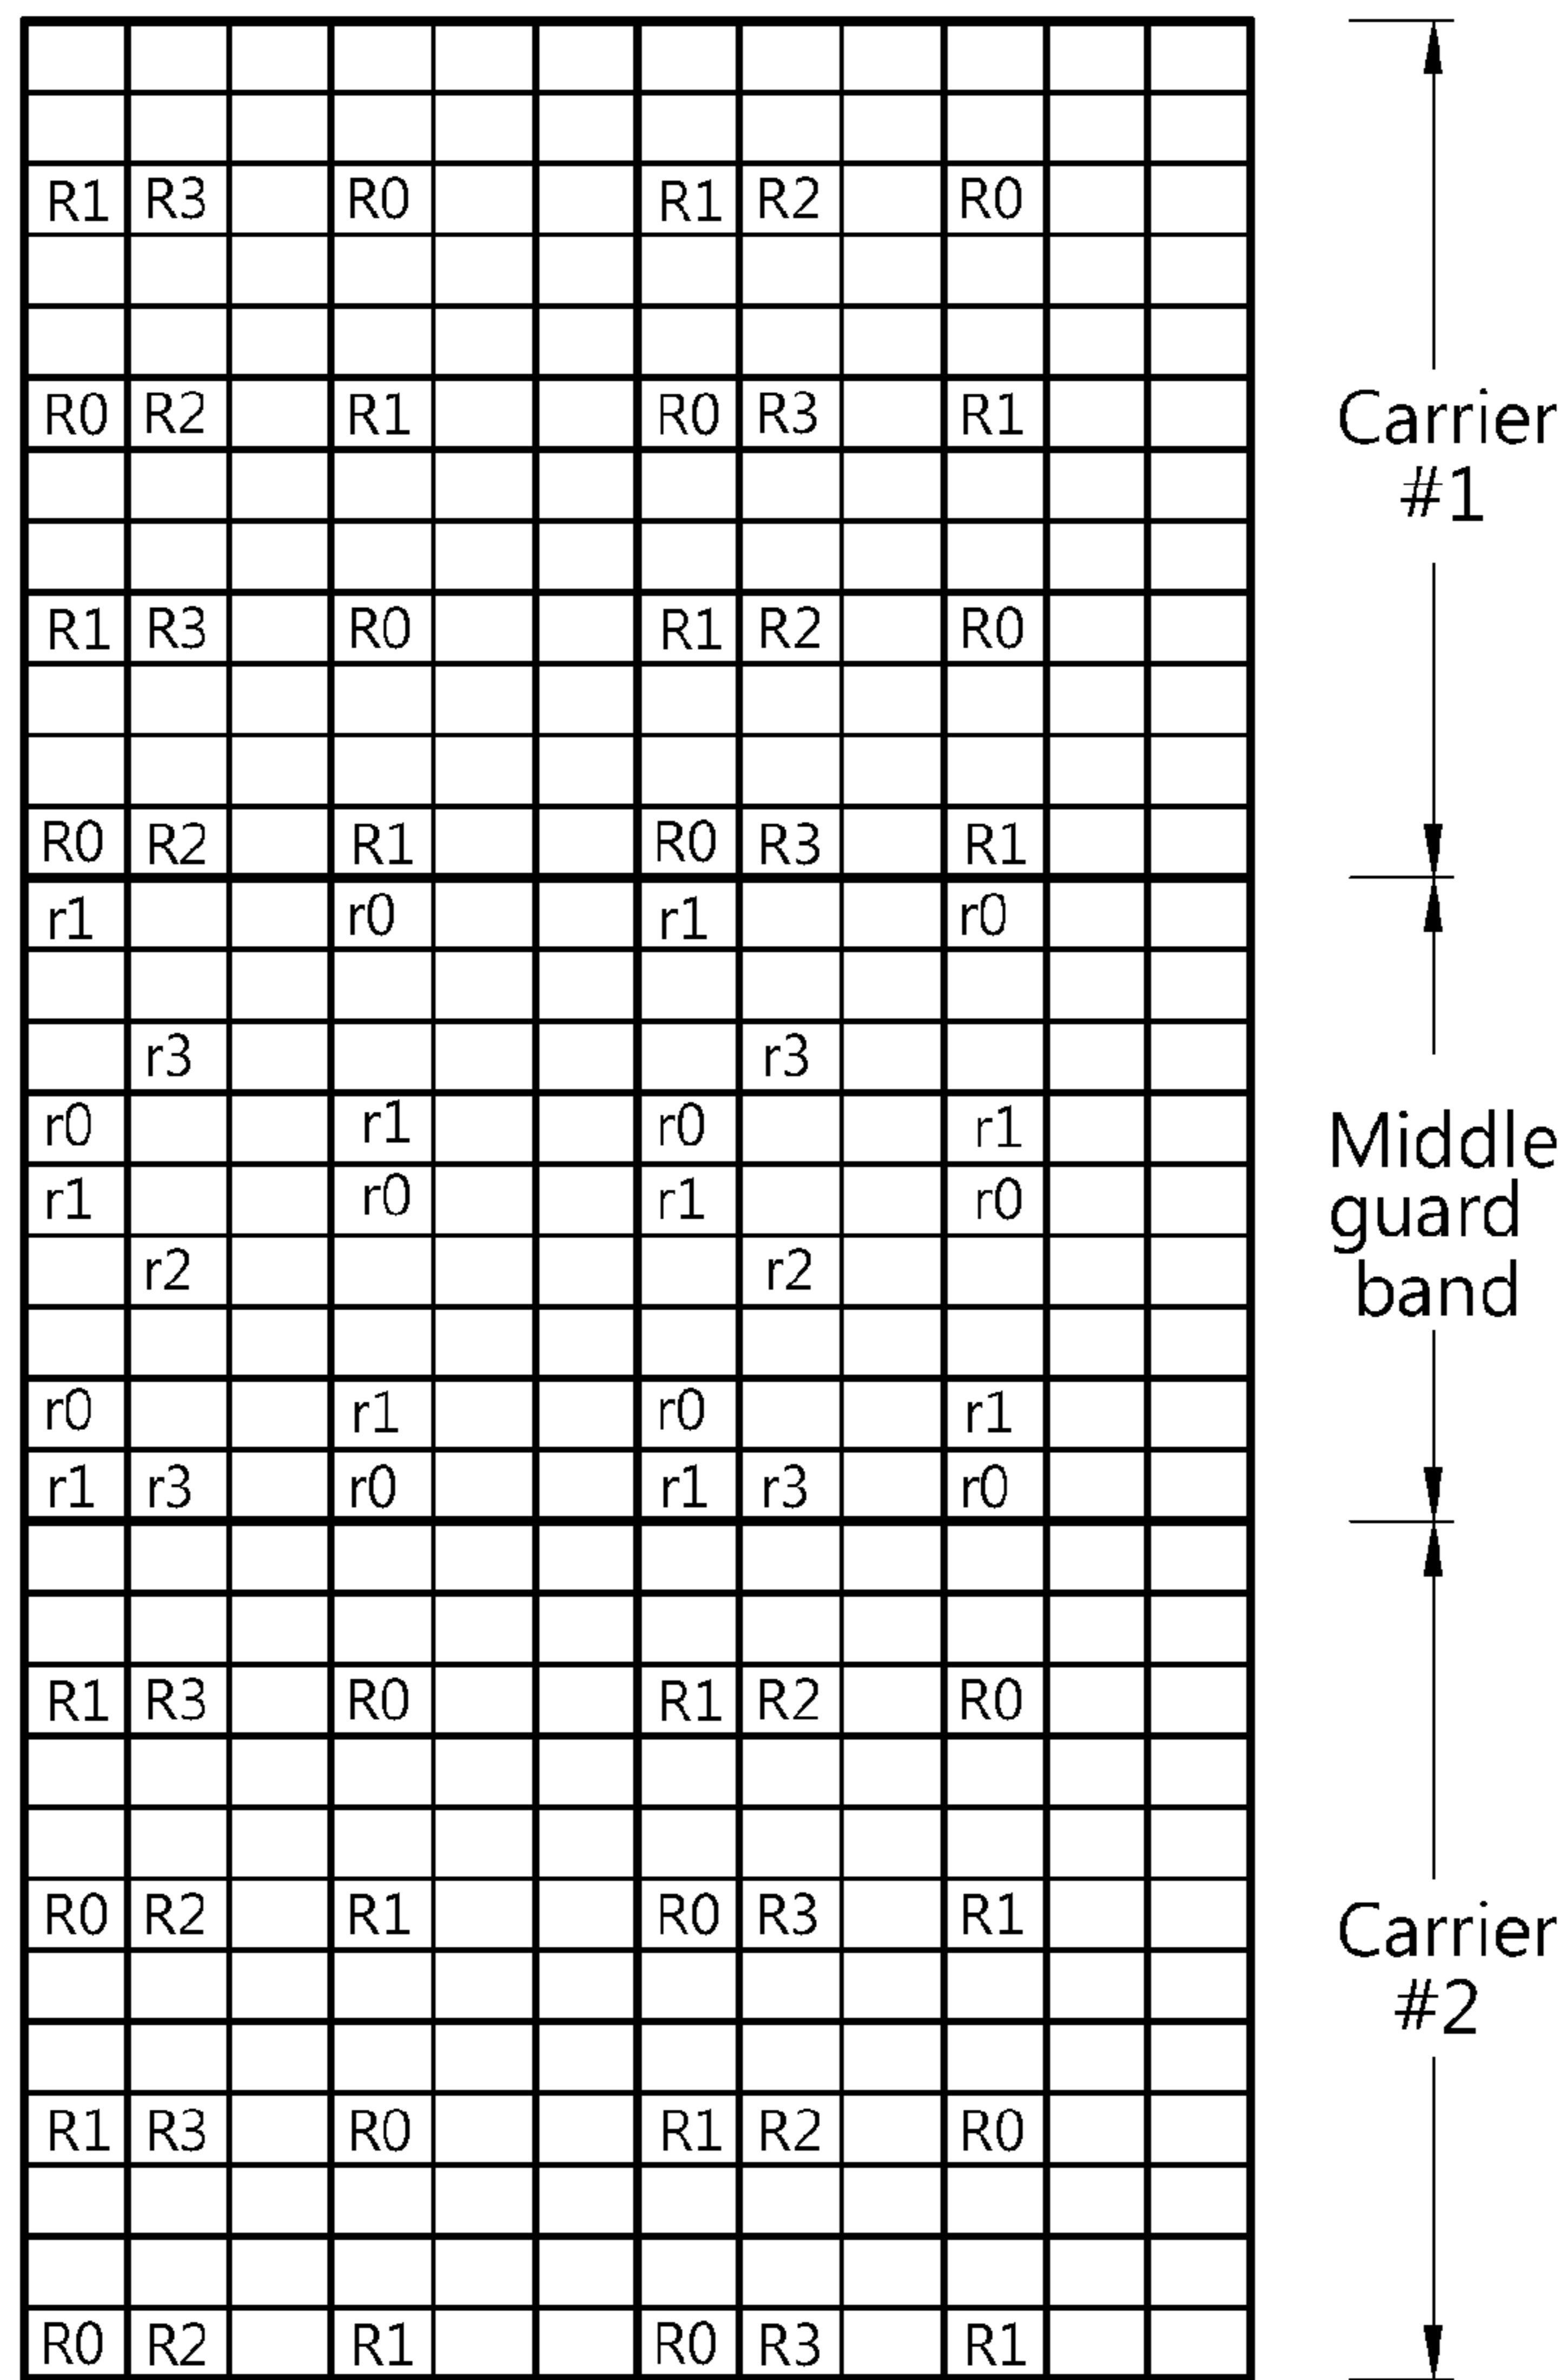 R1 R3 R0 R1 R2 R0
R0 R2 R1 R0 R3 R1
R1 R3 R0 R1 R2 R0
R0 R2 R1 R0 R3 R1
r1 r0 r1 r0
r3 r3
r0 r1 r0 r1
r1 r0 r1 r0
r2 r2
r0 r1 r0 r1
r1 r3 r0 r1 r3 r0
R1 R3 R0 R1 R2 R0
R0 R2 R1 R0 R3 R1
R1 R3 R0 R1 R2 R0
R0 R2 R1 R0 R3 R1
Carrier
#1
Middle
guard
band
Carrier
#2